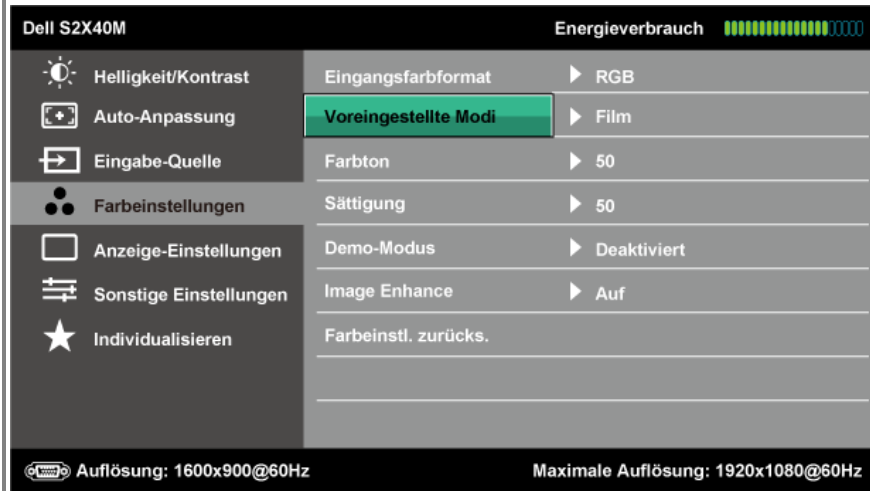 Dell S2X40M Energieverbrauch
Helligkeit/Kontrast Eingangsfarbformat RGB
Auto-Anpassung Voreingestellte Modi Film
Eingabe-Quelle Farbton 50
Farbeinstellungen Sättigung 50
Anzeige-Einstellungen Demo-Modus Deaktiviert
Sonstige Einstellungen Image Enhance Auf
Individualisieren Farbeinstl. zurücks.
Auflösung: 1600x900@60Hz Maximale Auflösung: 1920x1080@60Hz